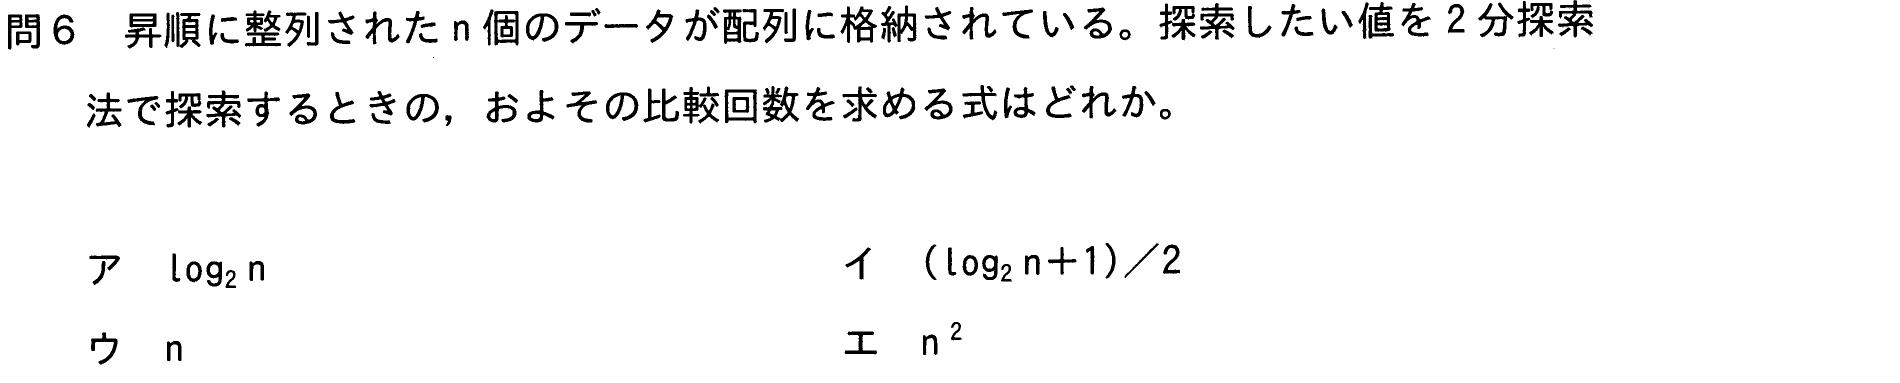 問6 昇順に整列されたn個のデータが配列に格納されている。探索したい値を2分探索
法で探索するときの，およその比較回数を求める式はどれか。
ア log₂n イ (log₂n＋1)／2
ウ n エ n²